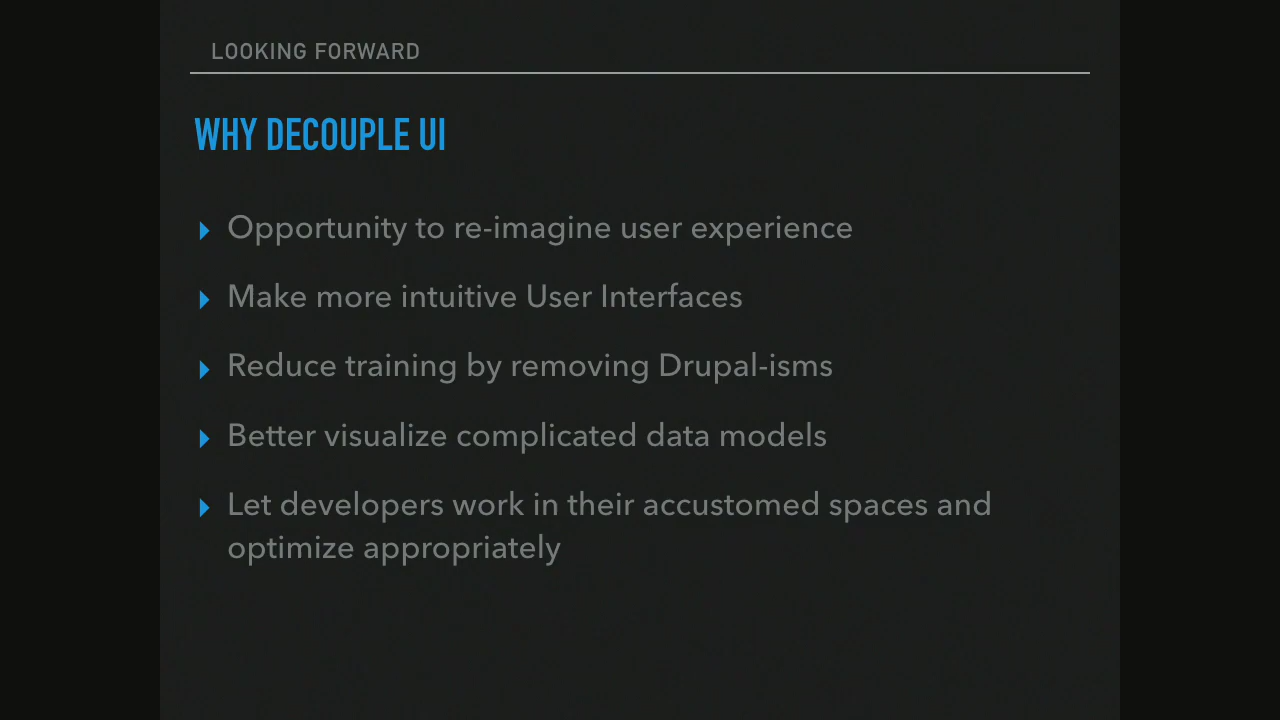 LOOKING FORWARD
WHY DECOUPLE UI
Opportunity to re-imagine user experience
Make more intuitive User Interfaces
Reduce training by removing Drupal-isms
Better visualize complicated data models
Let developers work in their accustomed spaces and
optimize appropriately